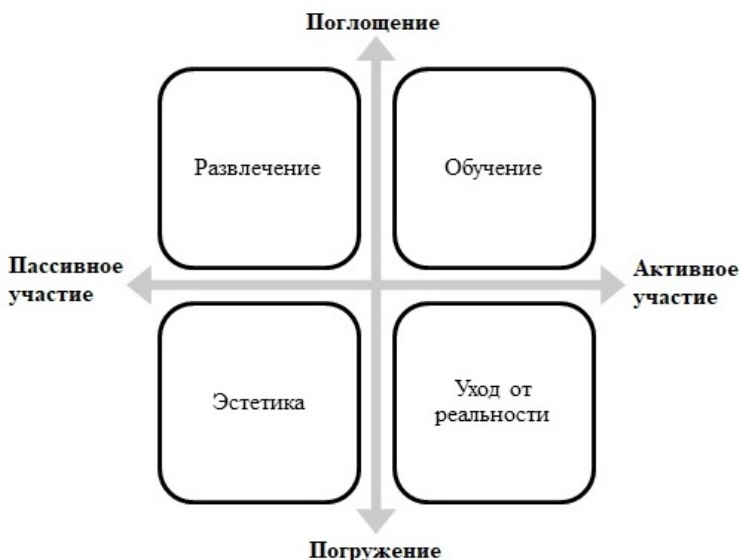 Поглощение
Развлечение
Обучение
Пассивное
участие
Активное
участие
Эстетика
Уход от
реальности
Погружение